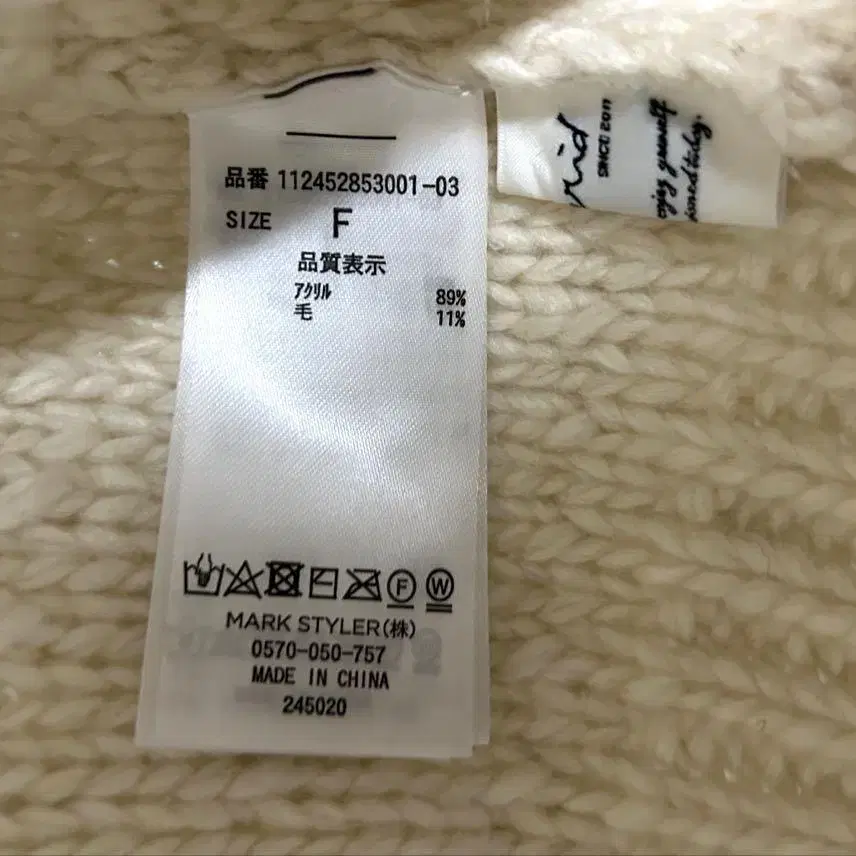 品番 112452853001-03
SIZE F
品質表示
アクリル 89%
毛 11%
F W
MARK STYLER(株)
0570-050-757
MADE IN CHINA
245020
SINCE 2011